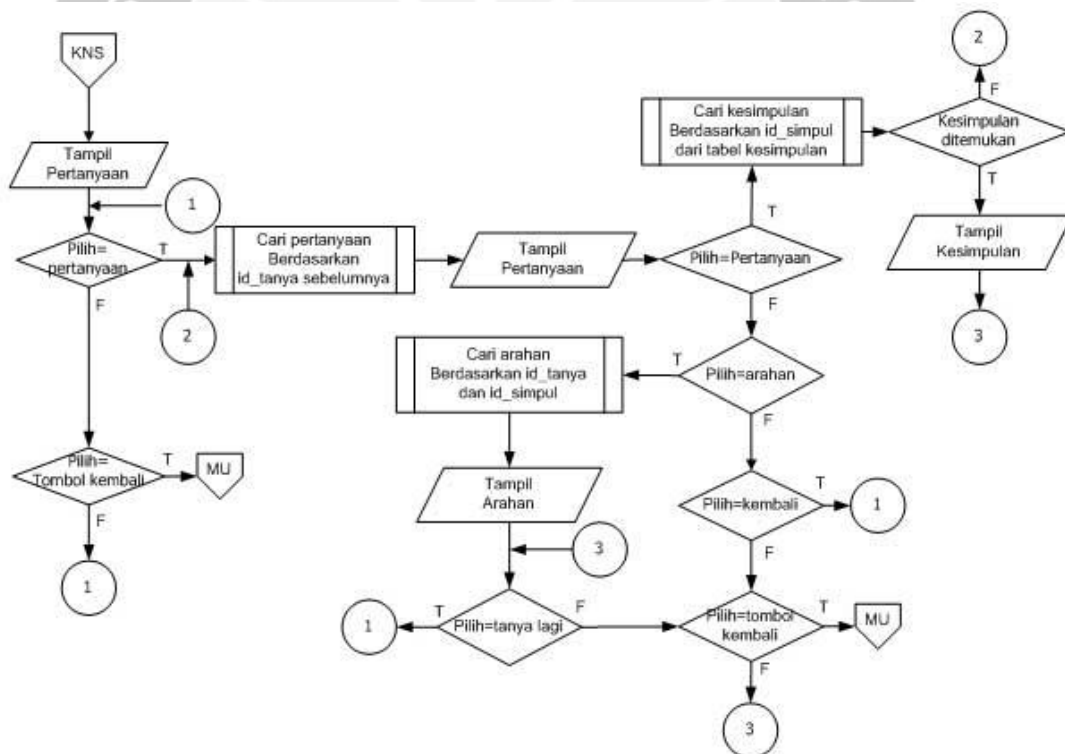 KNS
Tampil
Pertanyaan
1
Pilih=
pertanyaan
T
F
2
Cari pertanyaan
Berdasarkan
id_tanya sebelumnya
Tampil
Pertanyaan
Pilih=Pertanyaan
T
F
Cari kesimpulan
Berdasarkan id_simpul
dari tabel kesimpulan
Kesimpulan
ditemukan
F
2
T
Tampil
Kesimpulan
3
Pilih=arahan
T
F
Cari arahan
Berdasarkan id_tanya
dan id_simpul
Tampil
Arahan
3
Pilih=tanya lagi
T
1
F
Pilih=kembali
T
1
F
Pilih=tombol
kembali
T
MU
F
3
Pilih=
Tombol kembali
T
MU
F
1